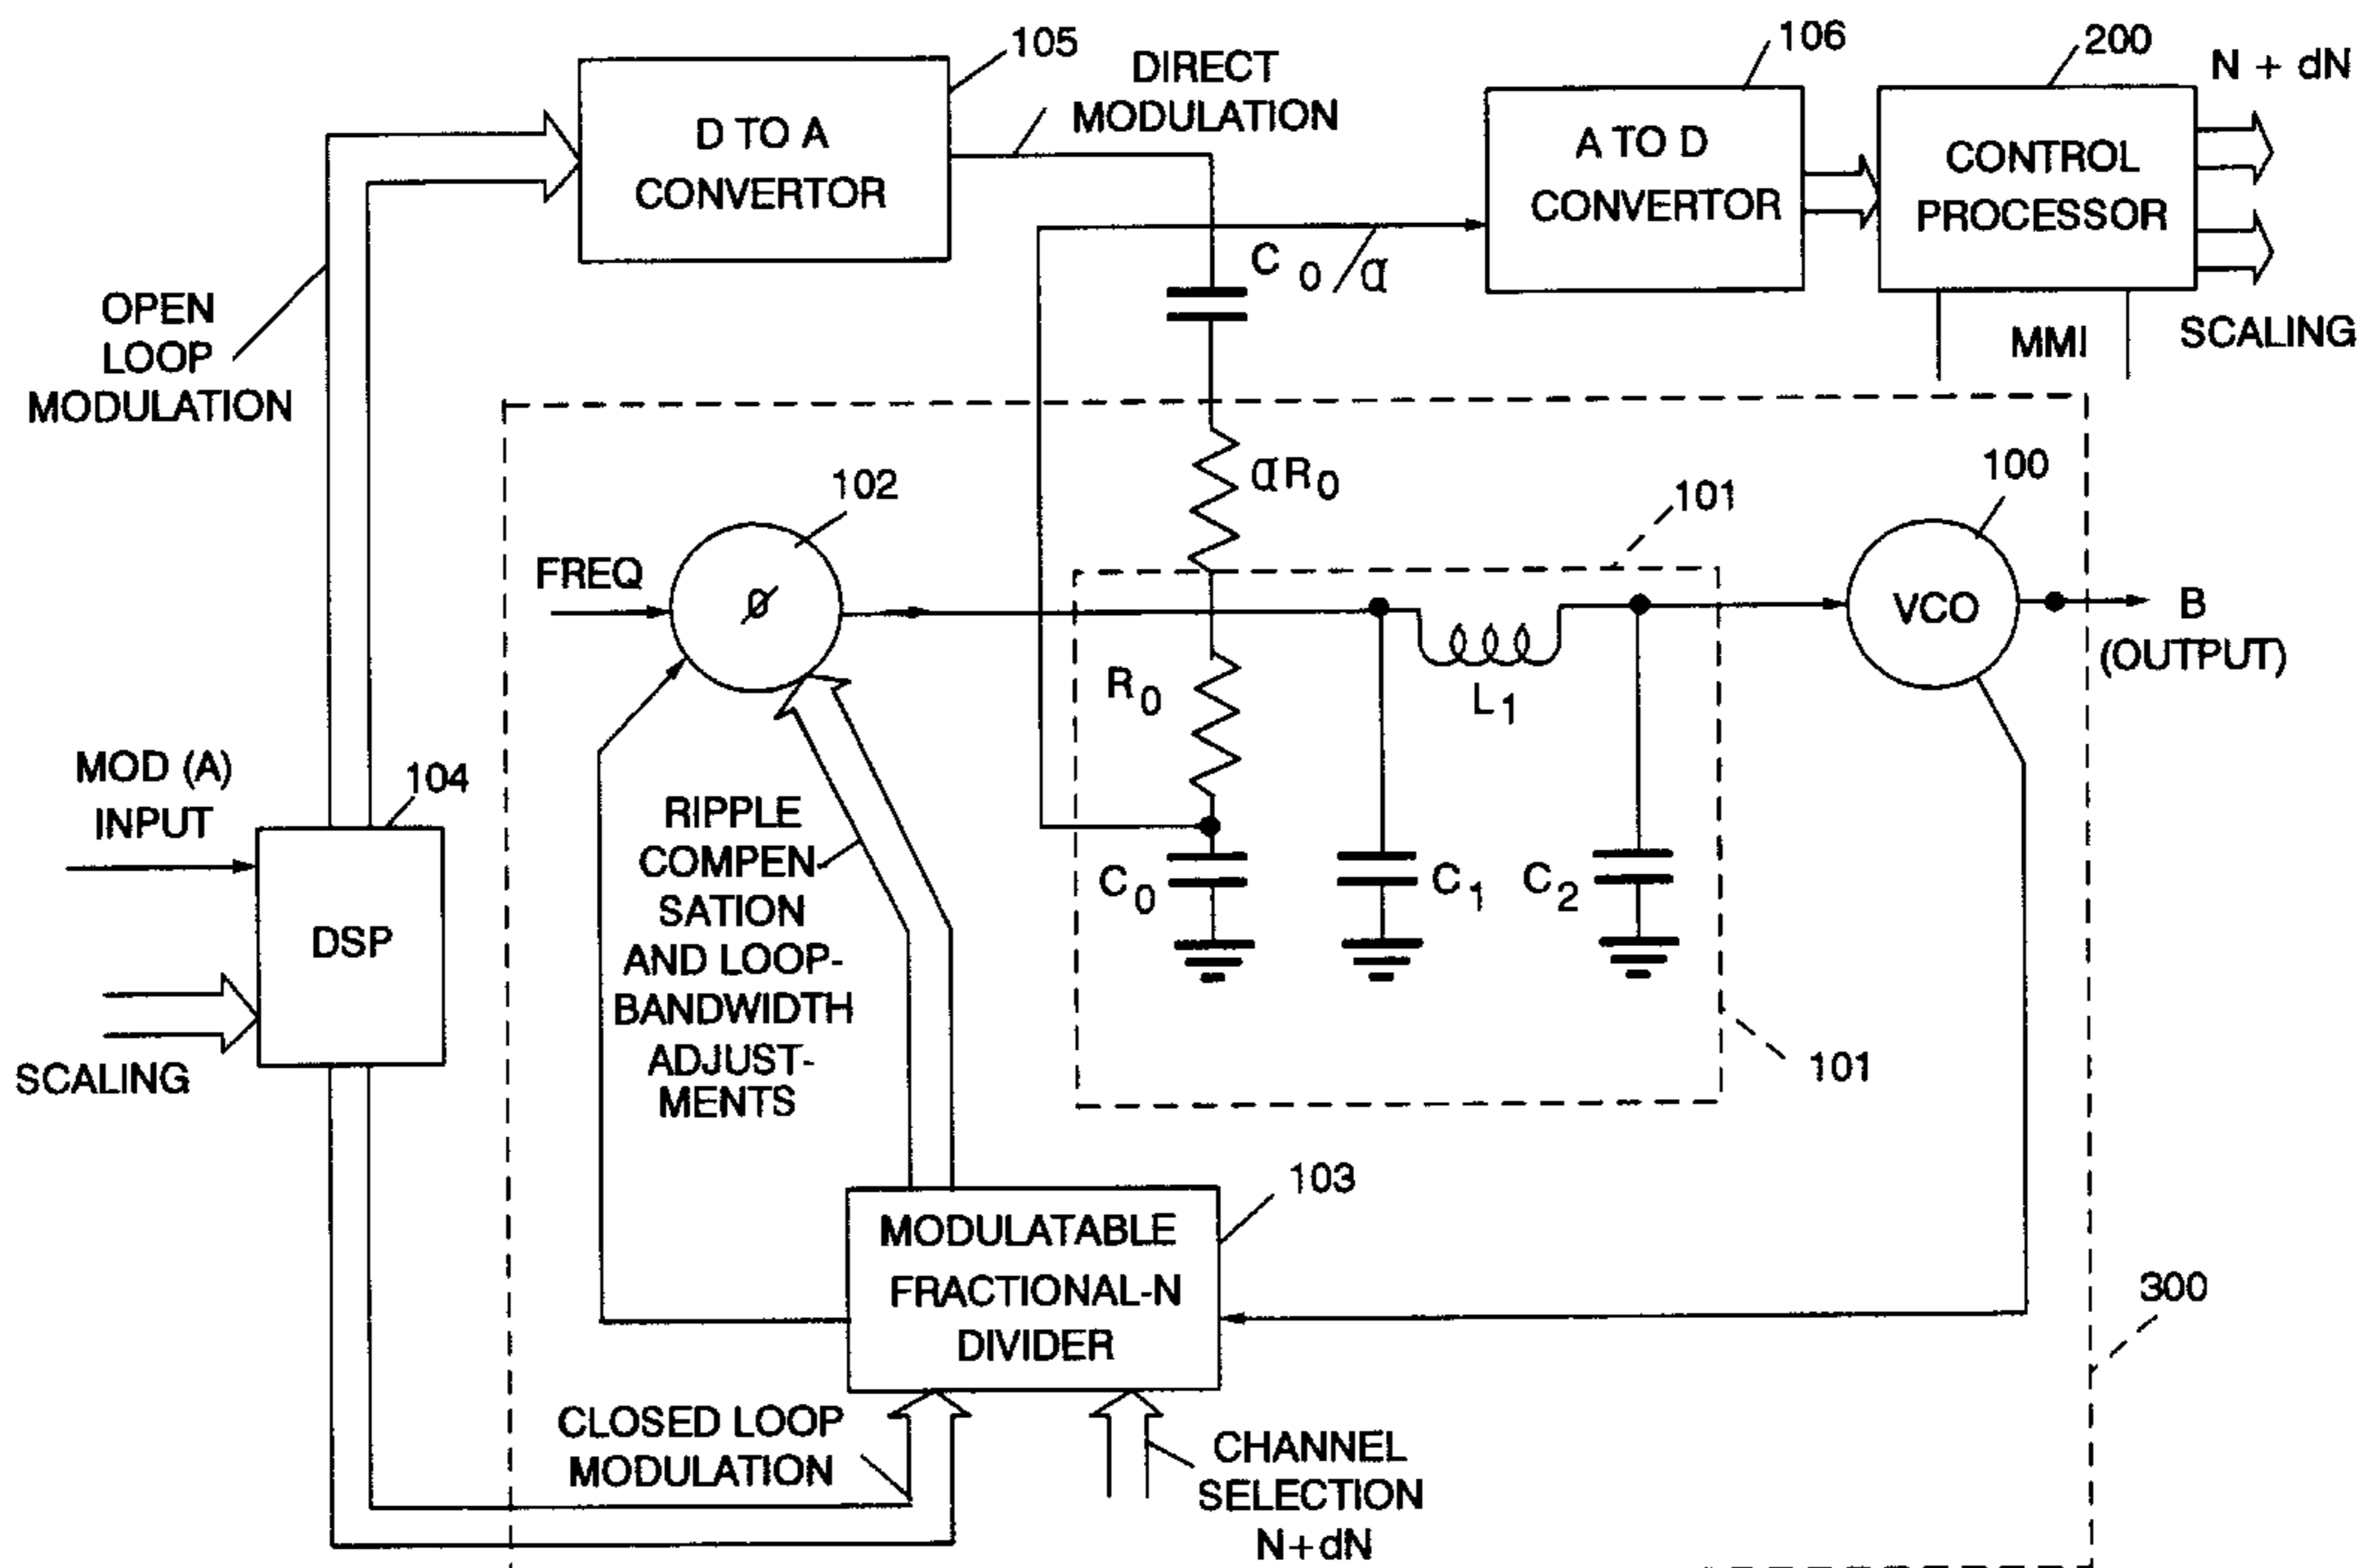 105
DIRECT
MODULATION
106
200
N + dN
D TO A
CONVERTOR
A TO D
CONVERTOR
CONTROL
PROCESSOR
C 0 / α
OPEN
LOOP
MODULATION
MMI
SCALING
αR0
102
101
100
FREQ
Ø
VCO
B
(OUTPUT)
R0
L1
MOD (A)
INPUT
104
RIPPLE
COMPEN-
SATION
AND LOOP-
BANDWIDTH
ADJUST-
MENTS
C0
C1
C2
DSP
SCALING
101
103
MODULATABLE
FRACTIONAL-N
DIVIDER
300
CLOSED LOOP
MODULATION
CHANNEL
SELECTION
N+dN